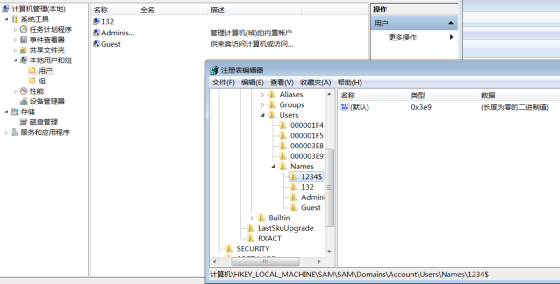 计算机管理(本地)
系统工具
任务计划程序
事件查看器
共享文件夹
本地用户和组
用户
组
性能
设备管理器
存储
磁盘管理
服务和应用程序
名称 全名 描述
132
Adminis... 管理计算机(域)的内置帐户
Guest 供来宾访问计算机或访问...
操作
用户
更多操作
注册表编辑器
文件(F) 编辑(E) 查看(V) 收藏夹(A) 帮助(H)
Aliases
Groups
Users
000001F4
000001F5
000003E8
000003E9
Names
1234$
132
Admini
Guest
Builtin
LastSkuUpgrade
RXACT
SECURITY
名称 类型 数据
(默认) 0x3e9 (长度为零的二进制值)
计算机\HKEY_LOCAL_MACHINE\SAM\SAM\Domains\Account\Users\Names\1234$